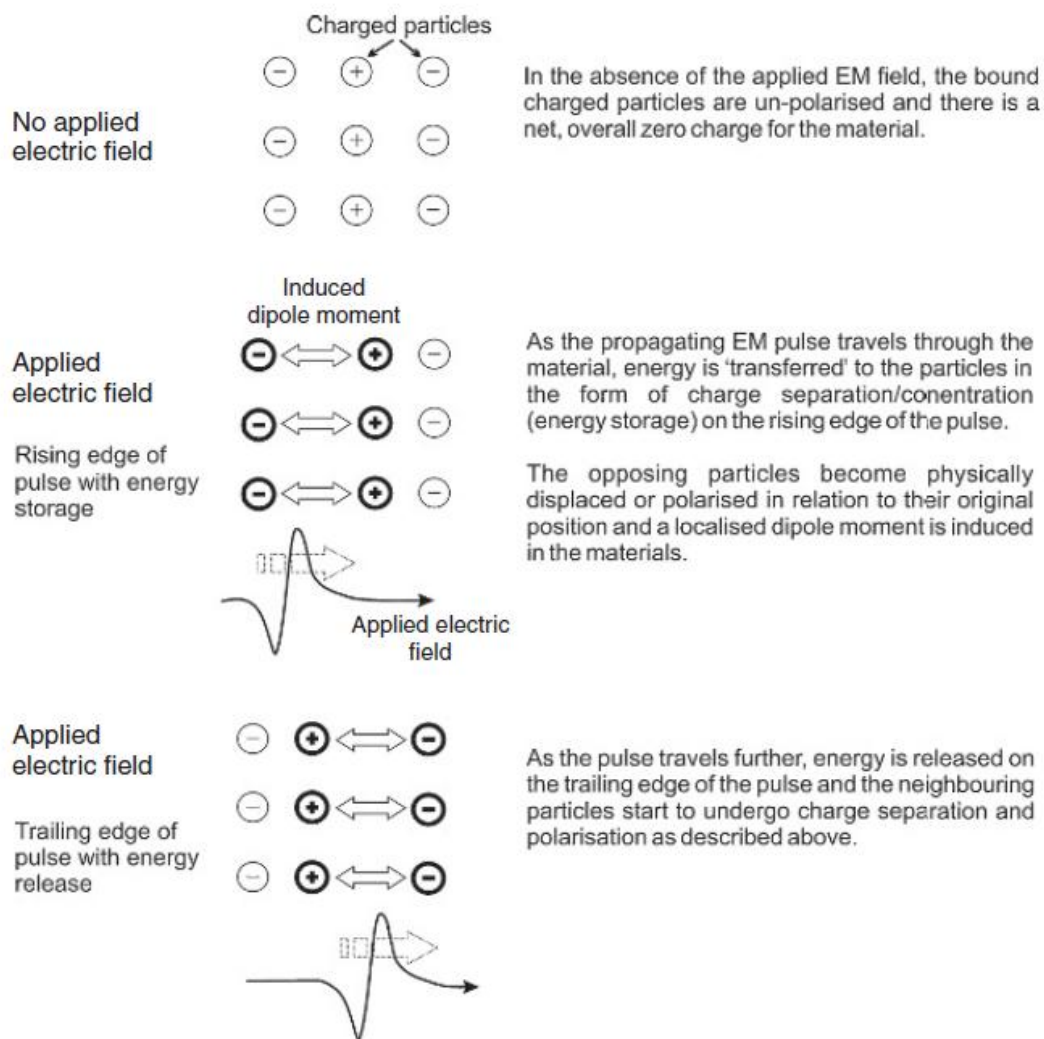 Charged particles
No applied
electric field
In the absence of the applied EM field, the bound
charged particles are un-polarised and there is a
net, overall zero charge for the material.
Induced
dipole moment
Applied
electric field
Rising edge of
pulse with energy
storage
As the propagating EM pulse travels through the
material, energy is ‘transferred’ to the particles in
the form of charge separation/conentration
(energy storage) on the rising edge of the pulse.
The opposing particles become physically
displaced or polarised in relation to their original
position and a localised dipole moment is induced
in the materials.
Applied electric
field
Applied
electric field
Trailing edge of
pulse with energy
release
As the pulse travels further, energy is released on
the trailing edge of the pulse and the neighbouring
particles start to undergo charge separation and
polarisation as described above.